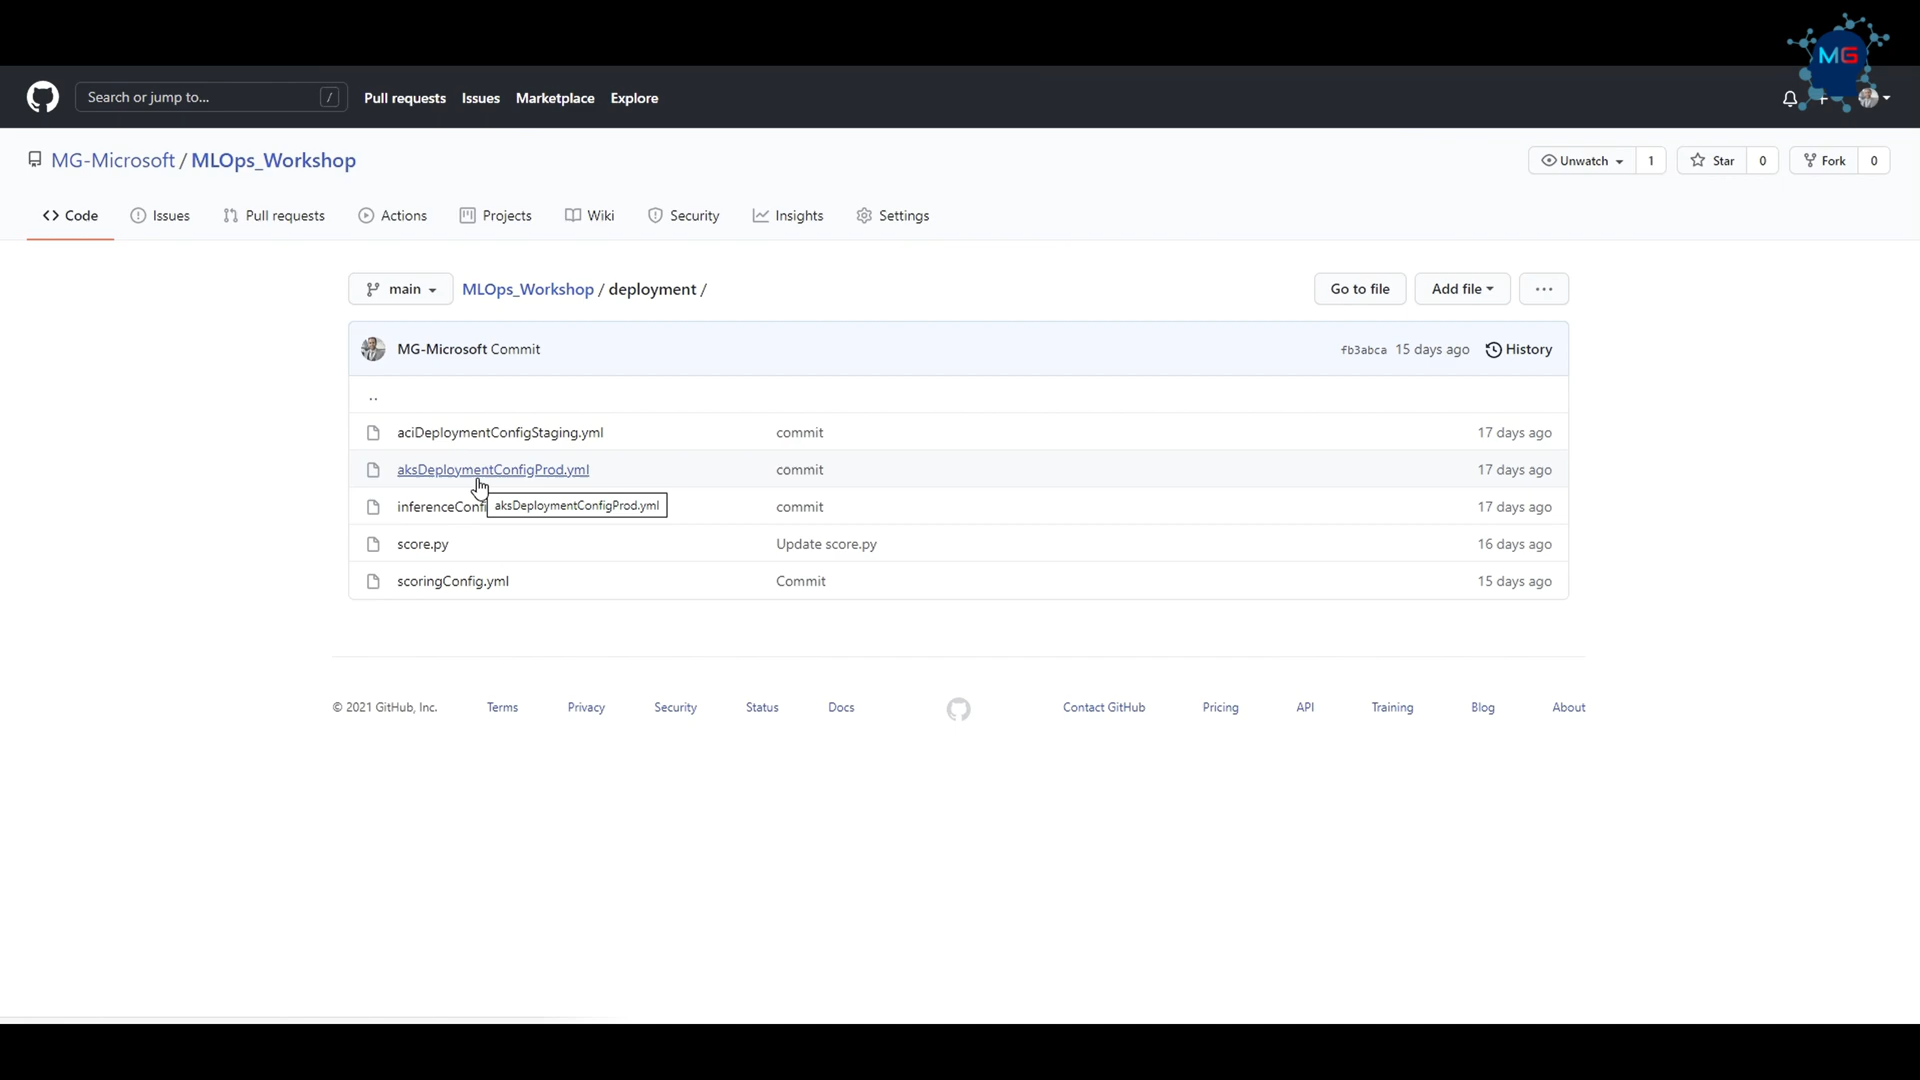 MG
Search or jump to... /
Pull requests Issues Marketplace Explore
MG-Microsoft / MLOps_Workshop
Unwatch 1 Star 0 Fork 0
Code Issues Pull requests Actions Projects Wiki Security Insights Settings
main MLOps_Workshop / deployment /
Go to file Add file ...
MG-Microsoft Commit fb3abca 15 days ago History
..
aciDeploymentConfigStaging.yml commit 17 days ago
aksDeploymentConfigProd.yml commit 17 days ago
aksDeploymentConfigProd.yml
inferenceConfi commit 17 days ago
score.py Update score.py 16 days ago
scoringConfig.yml Commit 15 days ago
© 2021 GitHub, Inc. Terms Privacy Security Status Docs Contact GitHub Pricing API Training Blog About